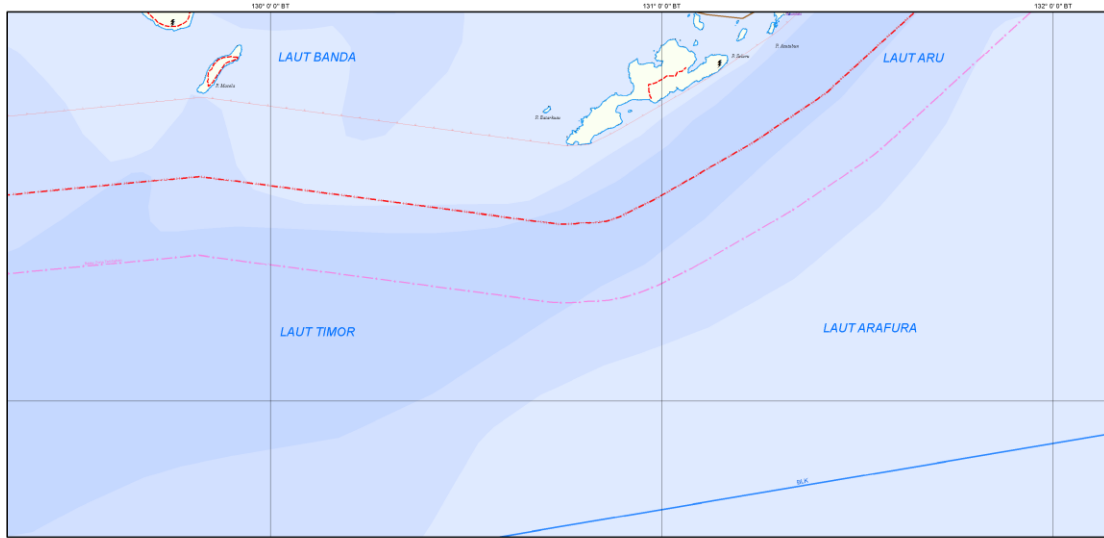 130° 0' 0" BT
131° 0' 0" BT
132° 0' 0" BT
LAUT BANDA
LAUT ARU
P. Selaru
LAUT TIMOR
LAUT ARAFURA
BLK